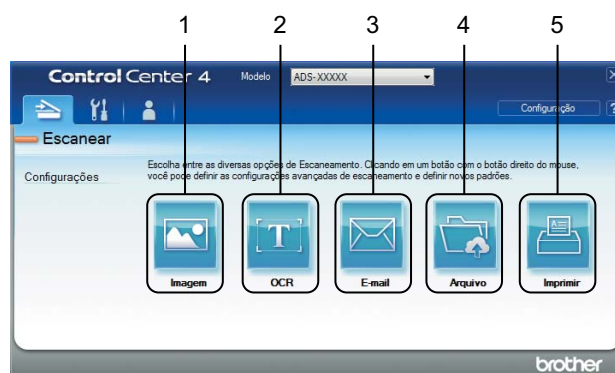 1 2 3 4 5
Control Center 4 Modelo ADS-XXXXX
Configuração ?
Escanear
Configurações
Escolha entre as diversas opções de Escaneamento. Clicando em um botão com o botão direito do mouse,
você pode definir as configurações avançadas de escaneamento e definir novos padrões.
T
Imagem OCR E-mail Arquivo Imprimir
brother